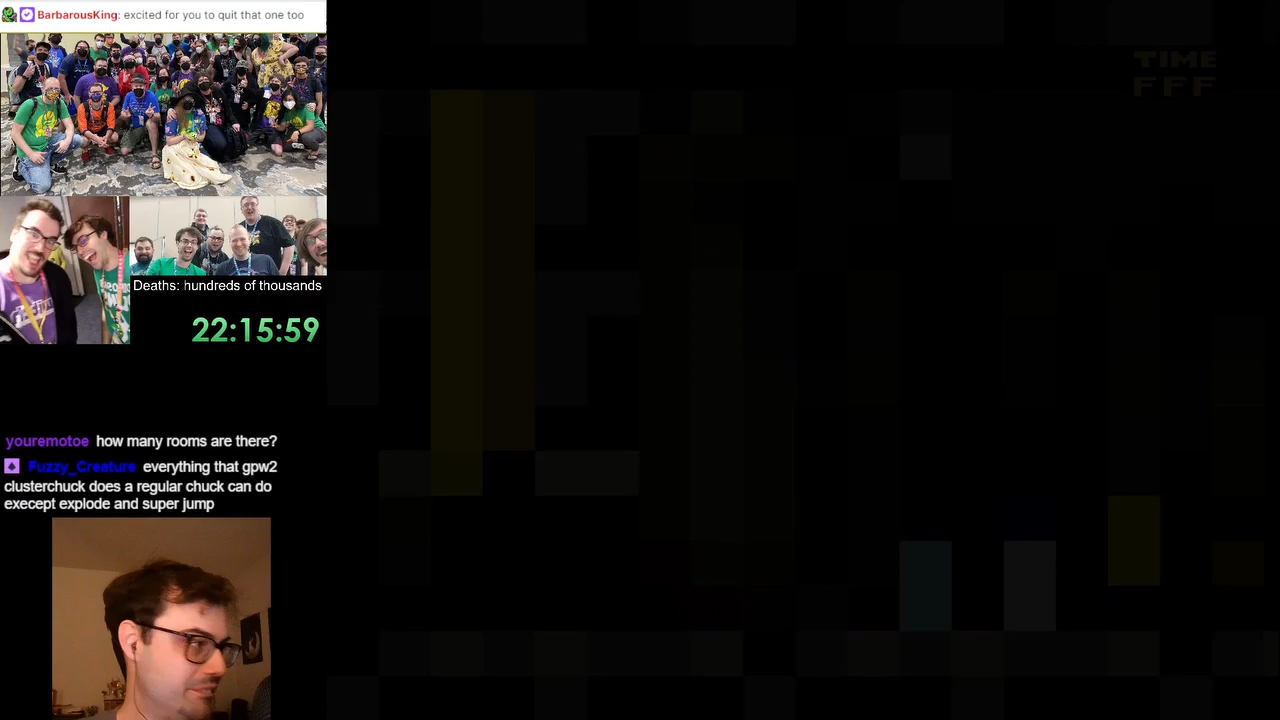 BarbarousKing: excited for you to quit that one too
TIME
FFF
Deaths: hundreds of thousands
22:15:59
youremotoe how many rooms are there?
Fuzzy_Creature everything that gpw2
clusterchuck does a regular chuck can do
execept explode and super jump